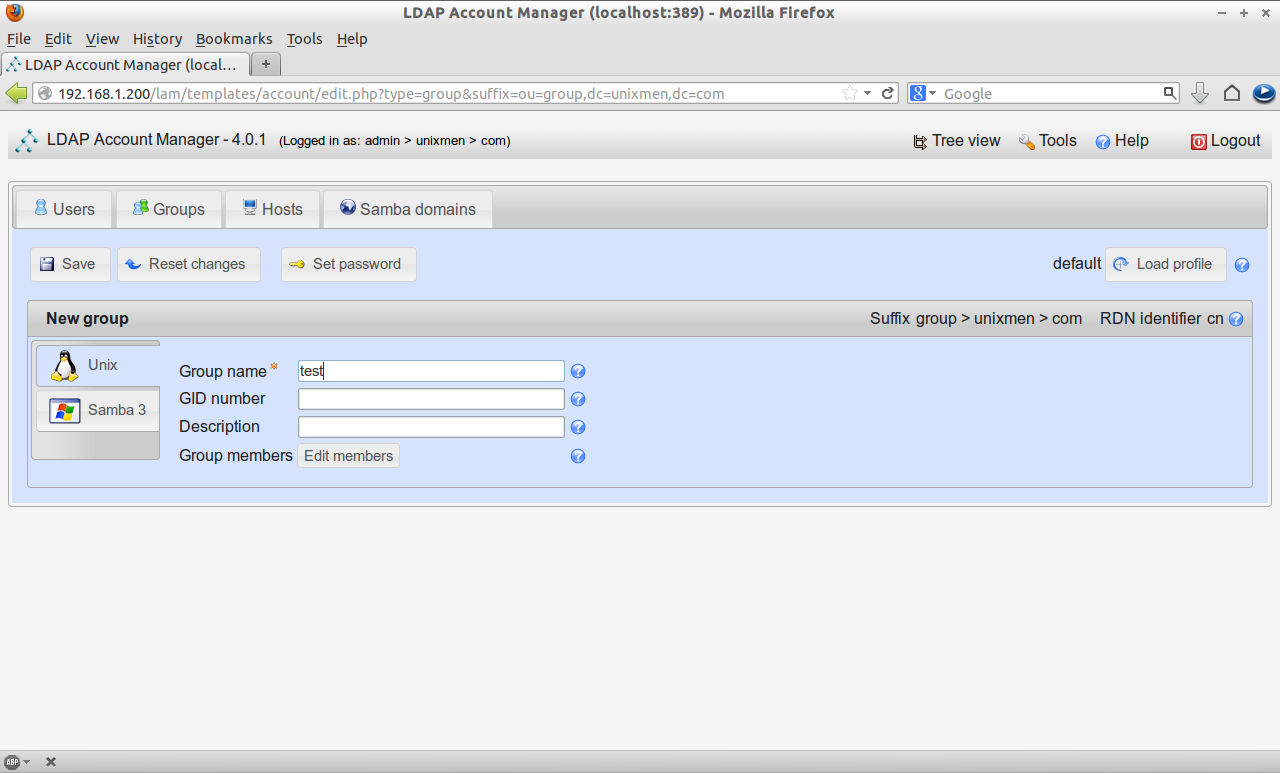 LDAP Account Manager (localhost:389) - Mozilla Firefox
File Edit View History Bookmarks Tools Help
LDAP Account Manager (local... +
192.168.1.200/lam/templates/account/edit.php?type=group&suffix=ou=group,dc=unixmen,dc=com 8 Google
LDAP Account Manager - 4.0.1 (Logged in as: admin > unixmen > com) Tree view Tools ? Help Logout
Users Groups Hosts Samba domains
Save Reset changes Set password default Load profile ?
New group Suffix group > unixmen > com RDN identifier cn ?
Unix
Samba 3
Group name * test ?
GID number ?
Description ?
Group members Edit members ?
ABP